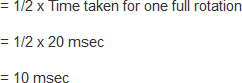 = 1/2 x Time taken for one full rotation
= 1/2 x 20 msec
= 10 msec